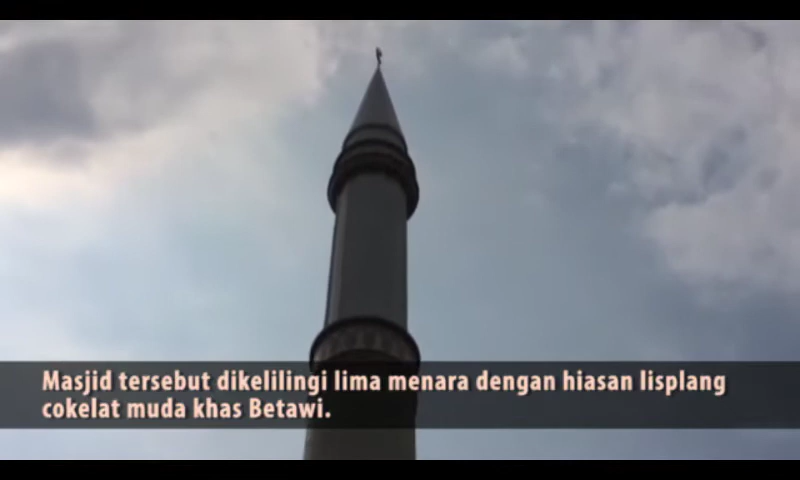 Masjid tersebut dikelilingi lima menara dengan hiasan lisplang
cokelat muda khas Betawi.